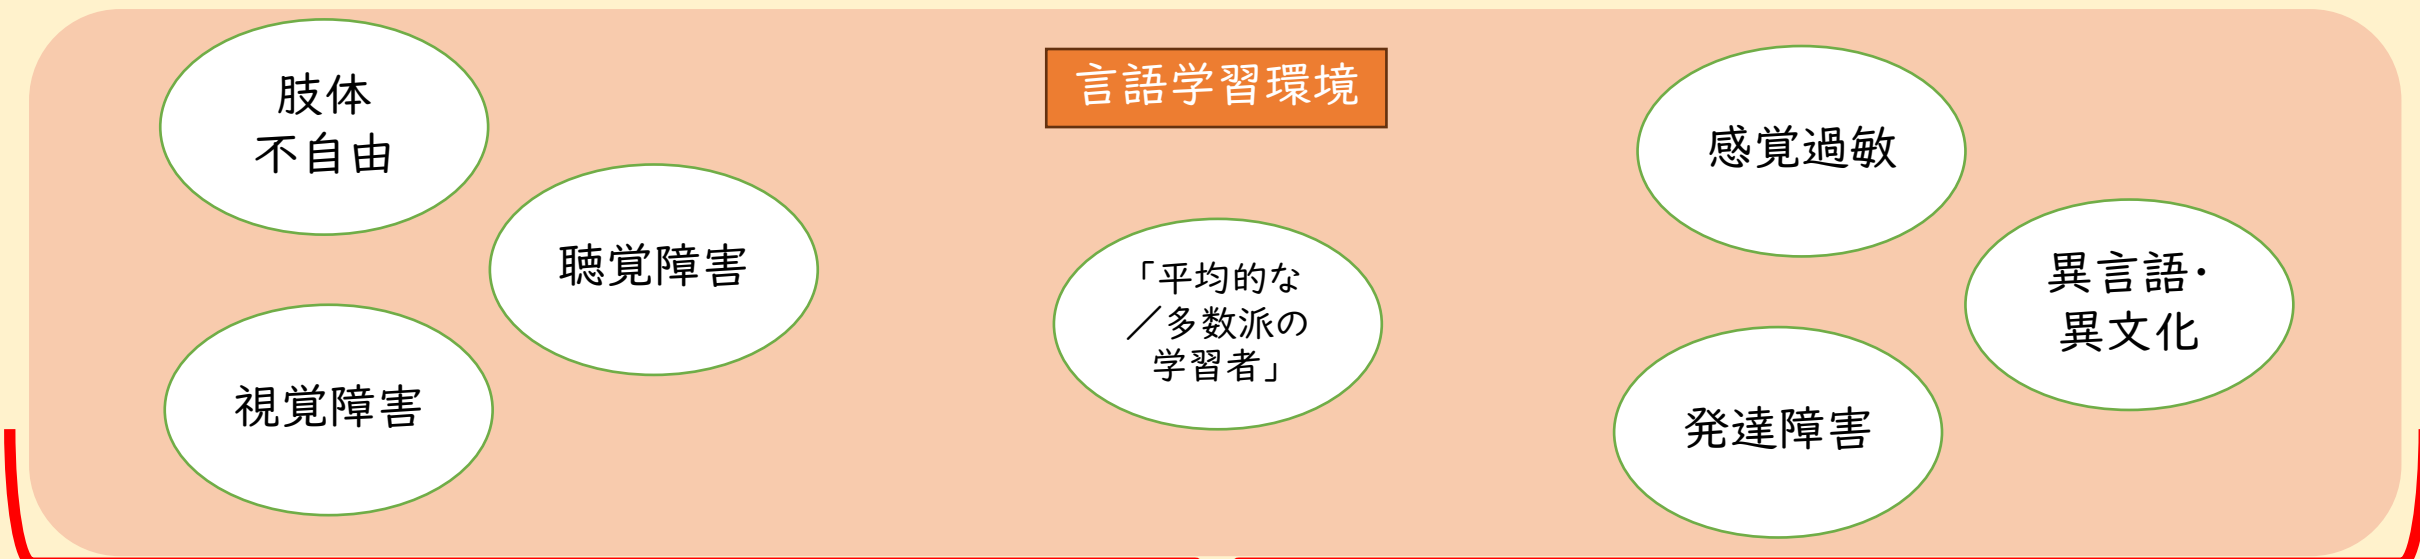 言語学習環境
肢体
不自由
聴覚障害
視覚障害
「平均的な
／多数派の
学習者」
感覚過敏
異言語・
異文化
発達障害